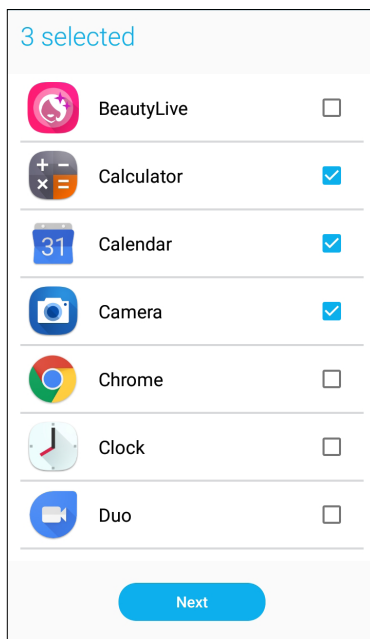 3 selected
BeautyLive
Calculator
31
Calendar
Camera
Chrome
Clock
Duo
Next